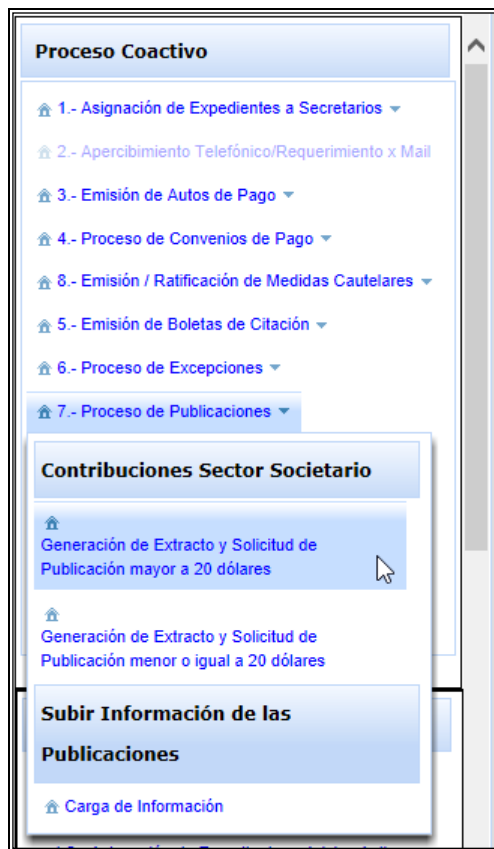 Proceso Coactivo
1.- Asignación de Expedientes a Secretarios
2.- Apercibimiento Telefónico/Requerimiento x Mail
3.- Emisión de Autos de Pago
4.- Proceso de Convenios de Pago
8.- Emisión / Ratificación de Medidas Cautelares
5.- Emisión de Boletas de Citación
6.- Proceso de Excepciones
7.- Proceso de Publicaciones
Contribuciones Sector Societario
Generación de Extracto y Solicitud de
Publicación mayor a 20 dólares
Generación de Extracto y Solicitud de
Publicación menor o igual a 20 dólares
Subir Información de las
Publicaciones
Carga de Información